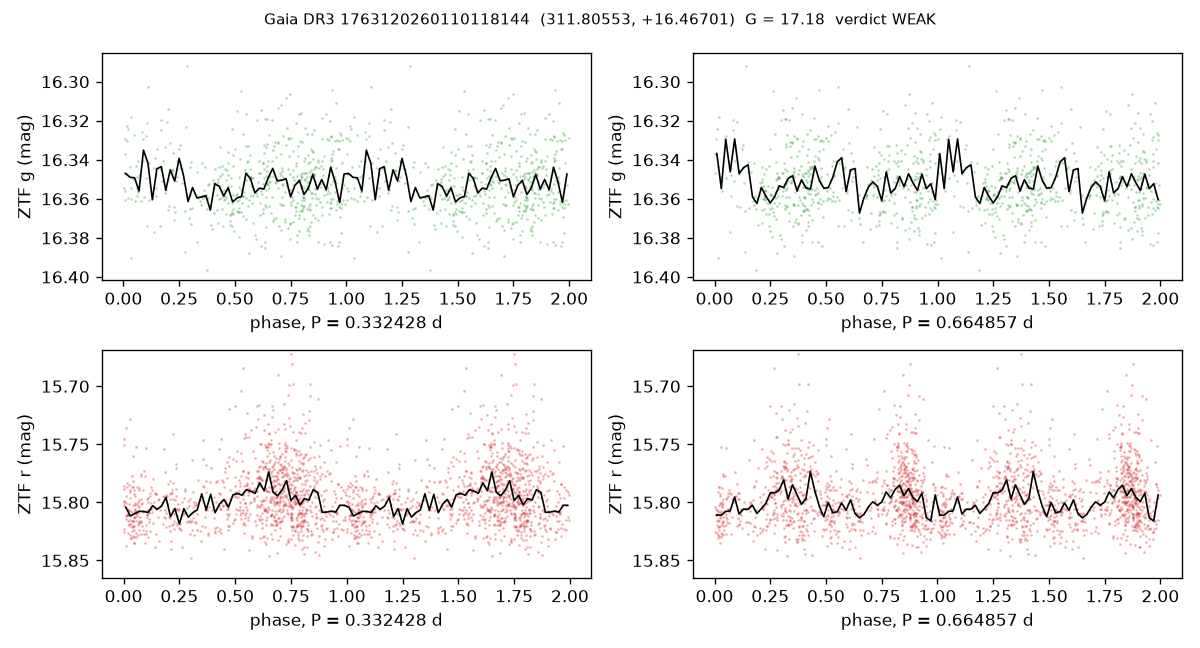 Gaia DR3 1763120260110118144 (311.80553, +16.46701) G = 17.18 verdict WEAK
ZTF g (mag)
16.30
16.32
16.34
16.36
16.38
16.40
0.00 0.25 0.50 0.75 1.00 1.25 1.50 1.75 2.00
phase, P = 0.332428 d
ZTF g (mag)
16.30
16.32
16.34
16.36
16.38
16.40
0.00 0.25 0.50 0.75 1.00 1.25 1.50 1.75 2.00
phase, P = 0.664857 d
ZTF r (mag)
15.70
15.75
15.80
15.85
0.00 0.25 0.50 0.75 1.00 1.25 1.50 1.75 2.00
phase, P = 0.332428 d
ZTF r (mag)
15.70
15.75
15.80
15.85
0.00 0.25 0.50 0.75 1.00 1.25 1.50 1.75 2.00
phase, P = 0.664857 d